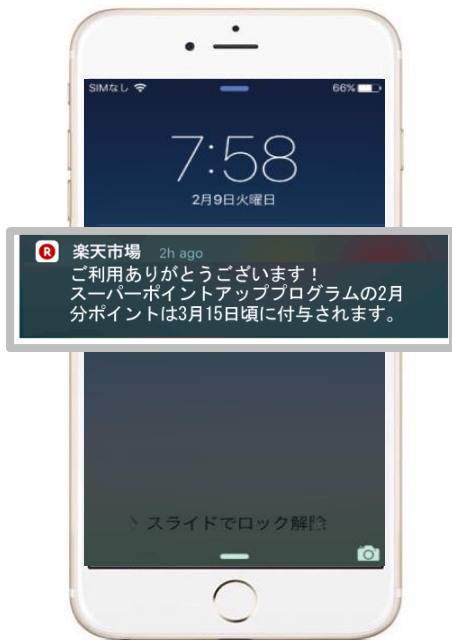 SIMなし
66%
7:58
2月9日火曜日
R 楽天市場 2h ago
ご利用ありがとうございます！
スーパーポイントアッププログラムの2月
分ポイントは3月15日頃に付与されます。
> スライドでロック解除